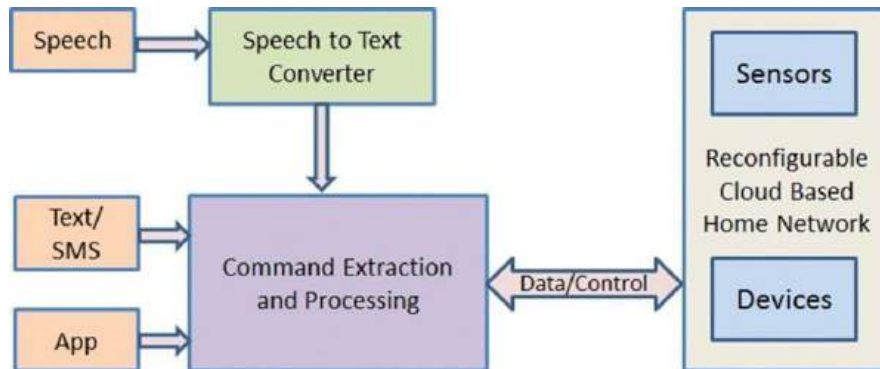 Speech
Speech to Text
Converter
Sensors
Reconfigurable
Cloud Based
Home Network
Text/
SMS
Command Extraction
and Processing
Data/Control
Devices
App